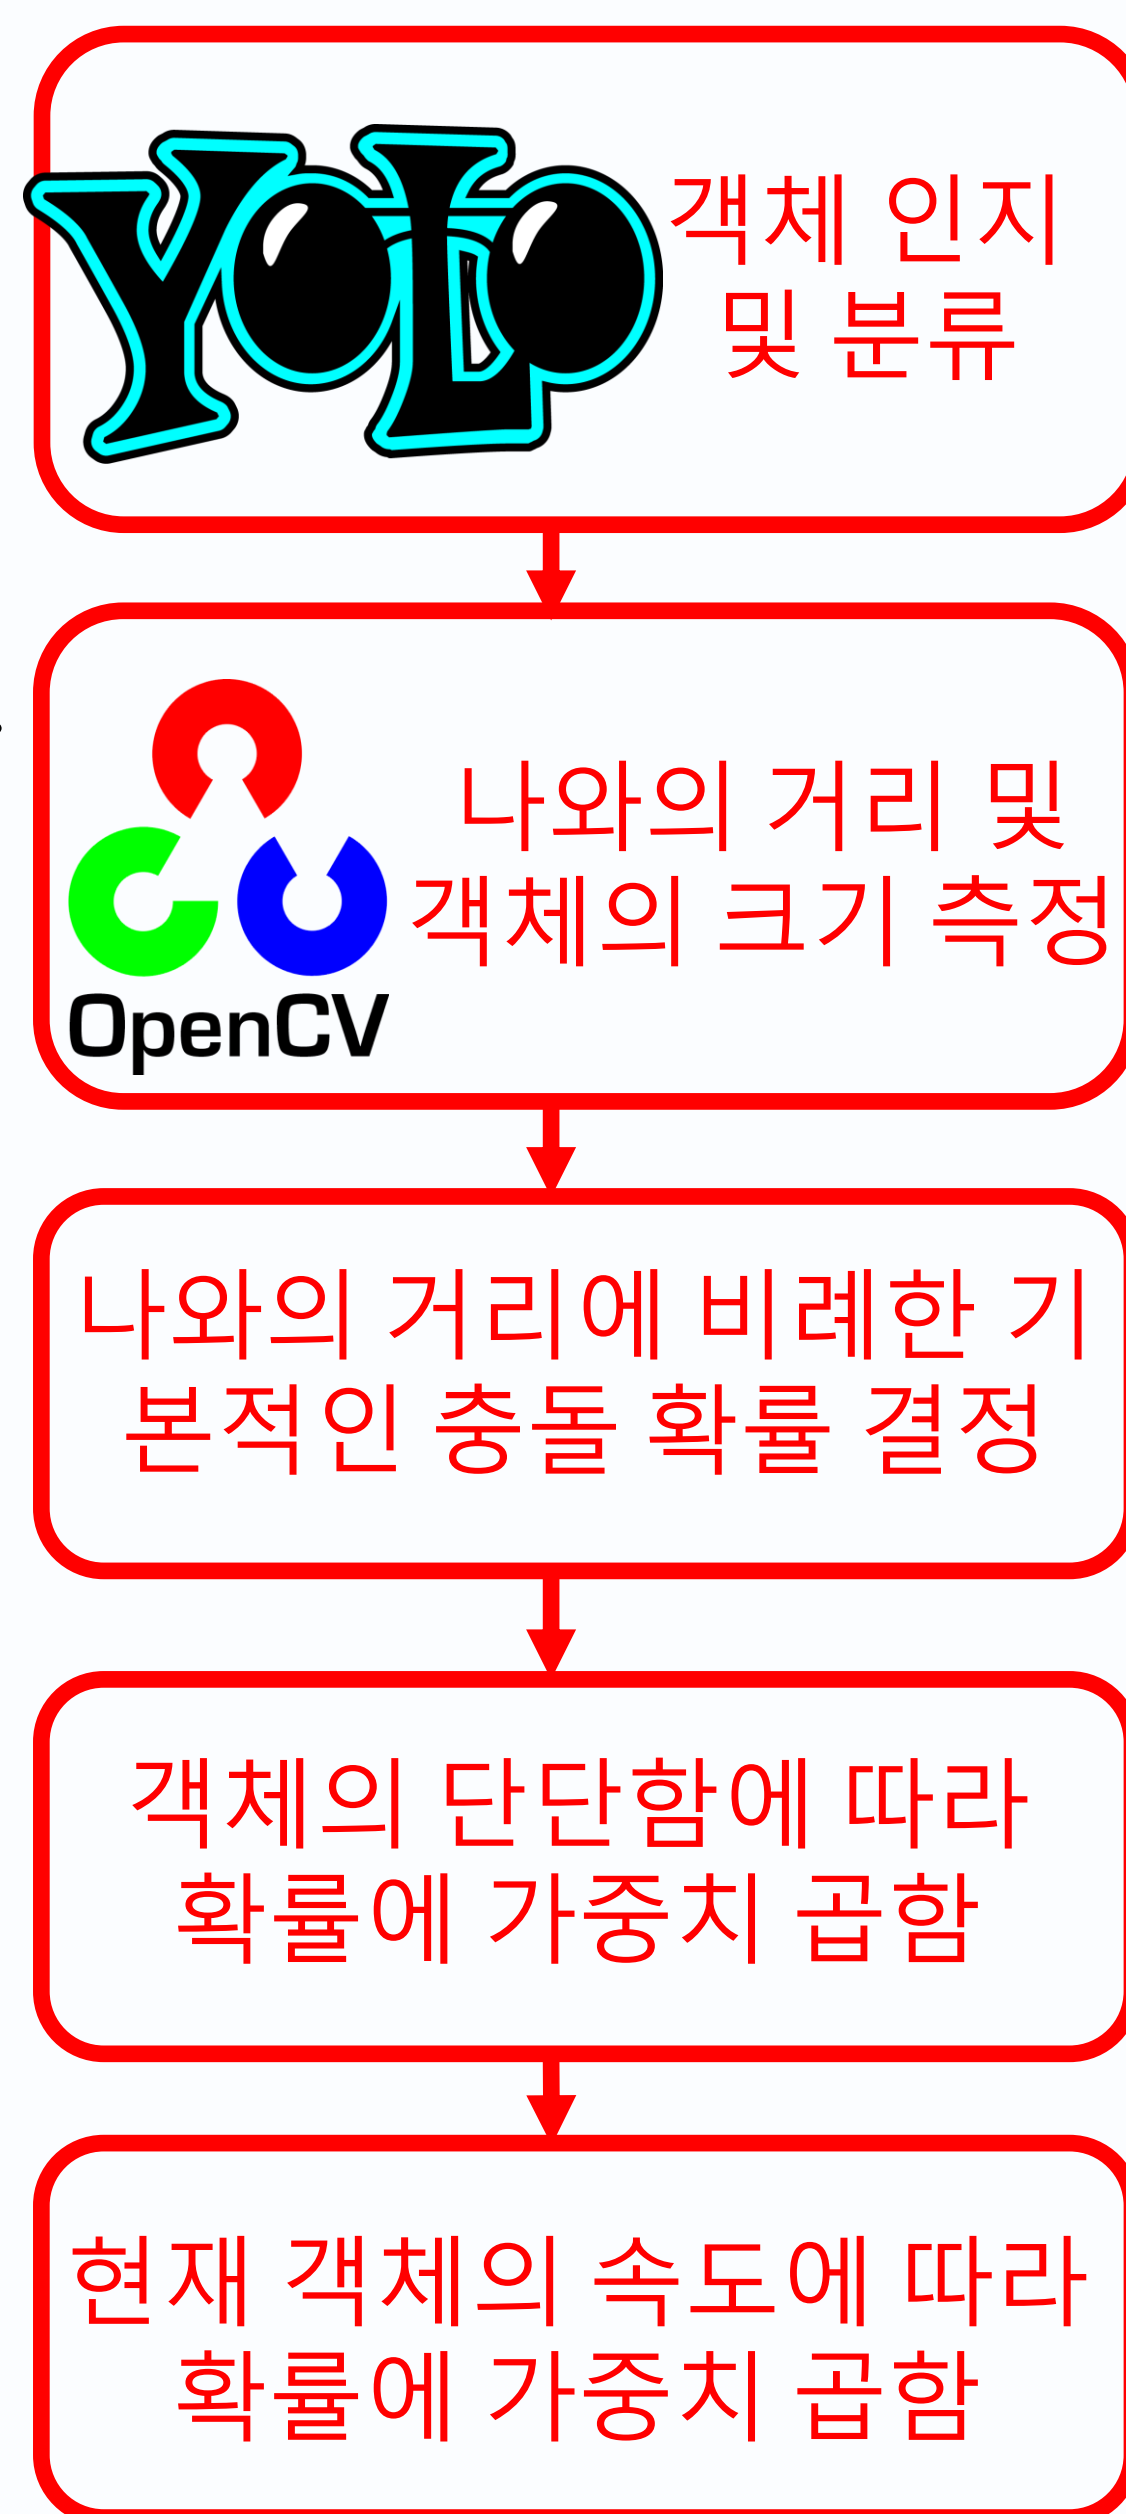 YOLO
객체 인지
및 분류
나와의 거리 및
객체의 크기 측정
OpenCV
나와의 거리에 비례한 기
본적인 충돌 확률 결정
객체의 단단함에 따라
확률에 가중치 곱함
현재 객체의 속도에 따라
확률에 가중치 곱함